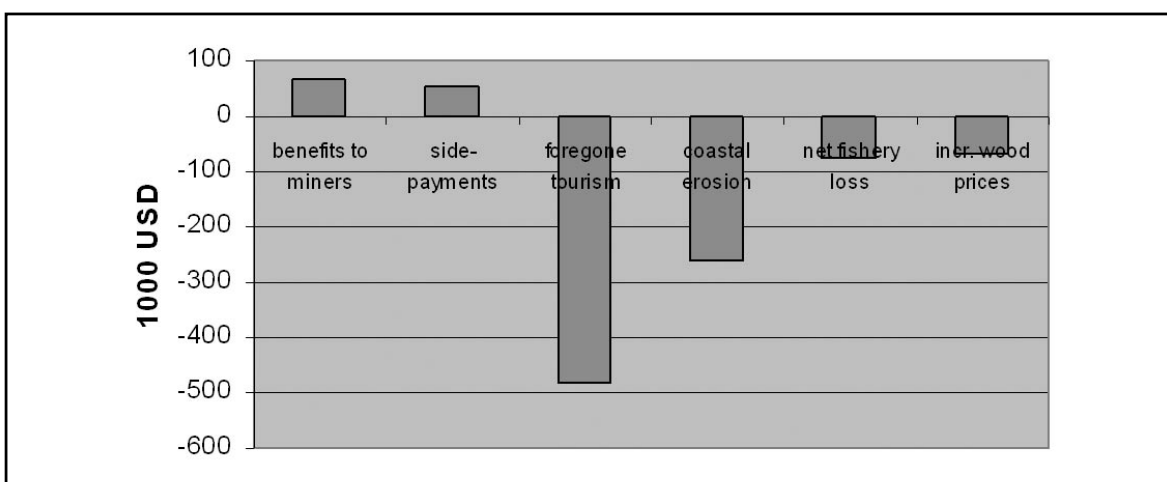 100
0
-100
-200
-300
-400
-500
-600
1000 USD
benefits to
miners
side-
payments
foregone
tourism
coastal
erosion
net fishery
loss
incr. wood
prices